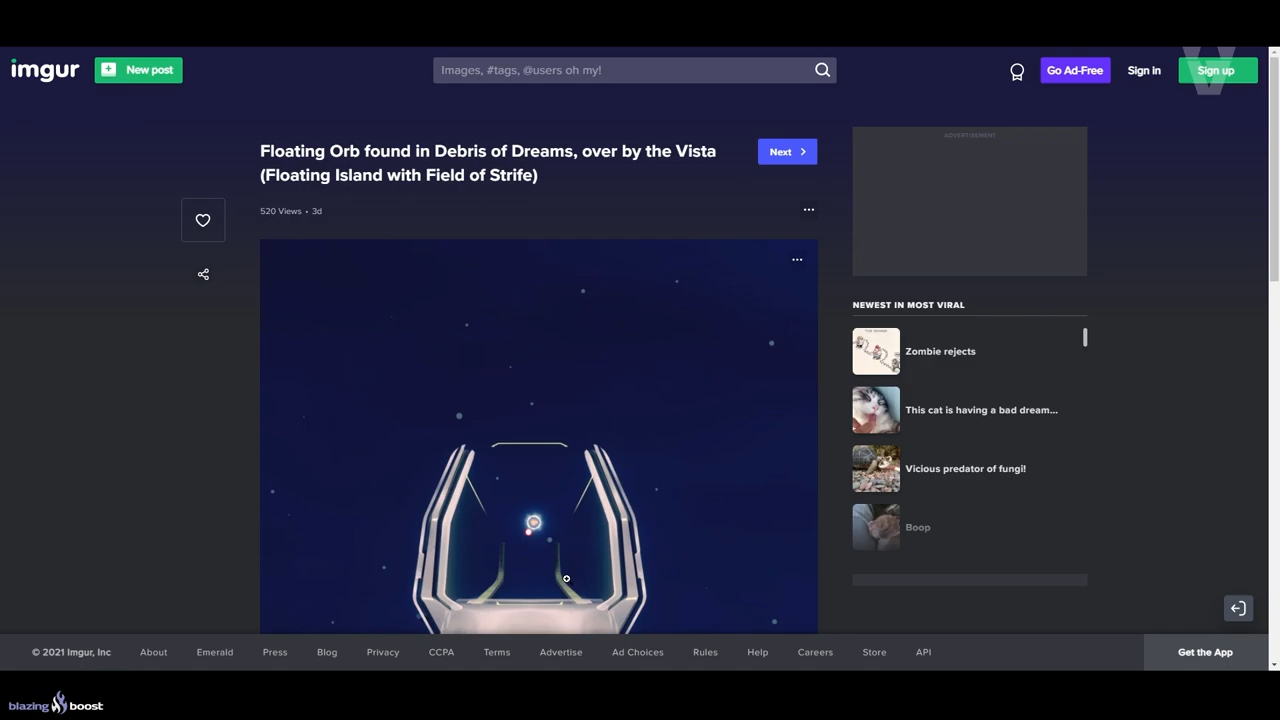 imgur
New post
Images, #tags, @users oh my!
Go Ad-Free
Sign in
Sign up
Floating Orb found in Debris of Dreams, over by the Vista
(Floating Island with Field of Strife)
Next
520 Views • 3d
ADVERTISEMENT
NEWEST IN MOST VIRAL
Zombie rejects
This cat is having a bad dream...
Vicious predator of fungi!
Boop
© 2021 Imgur, Inc
About
Emerald
Press
Blog
Privacy
CCPA
Terms
Advertise
Ad Choices
Rules
Help
Careers
Store
API
Get the App
blazing boost